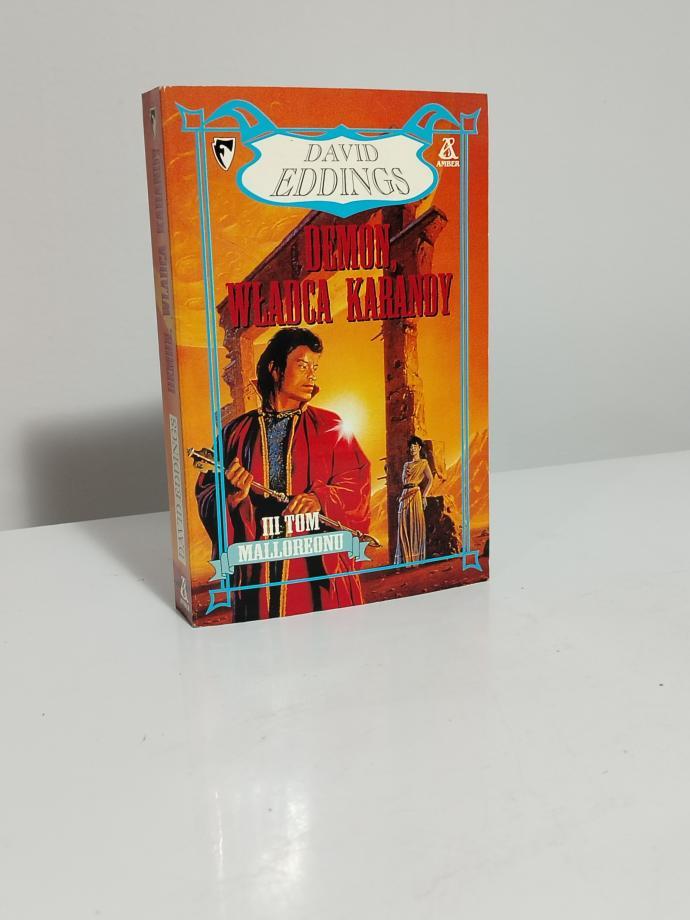 DAVID
EDDINGS
AMBER
DEMON,
WŁADCA KARANDY
III TOM
MALLOREONU
DAVID EDDINGS
DEMON, WŁADCA KARANDY